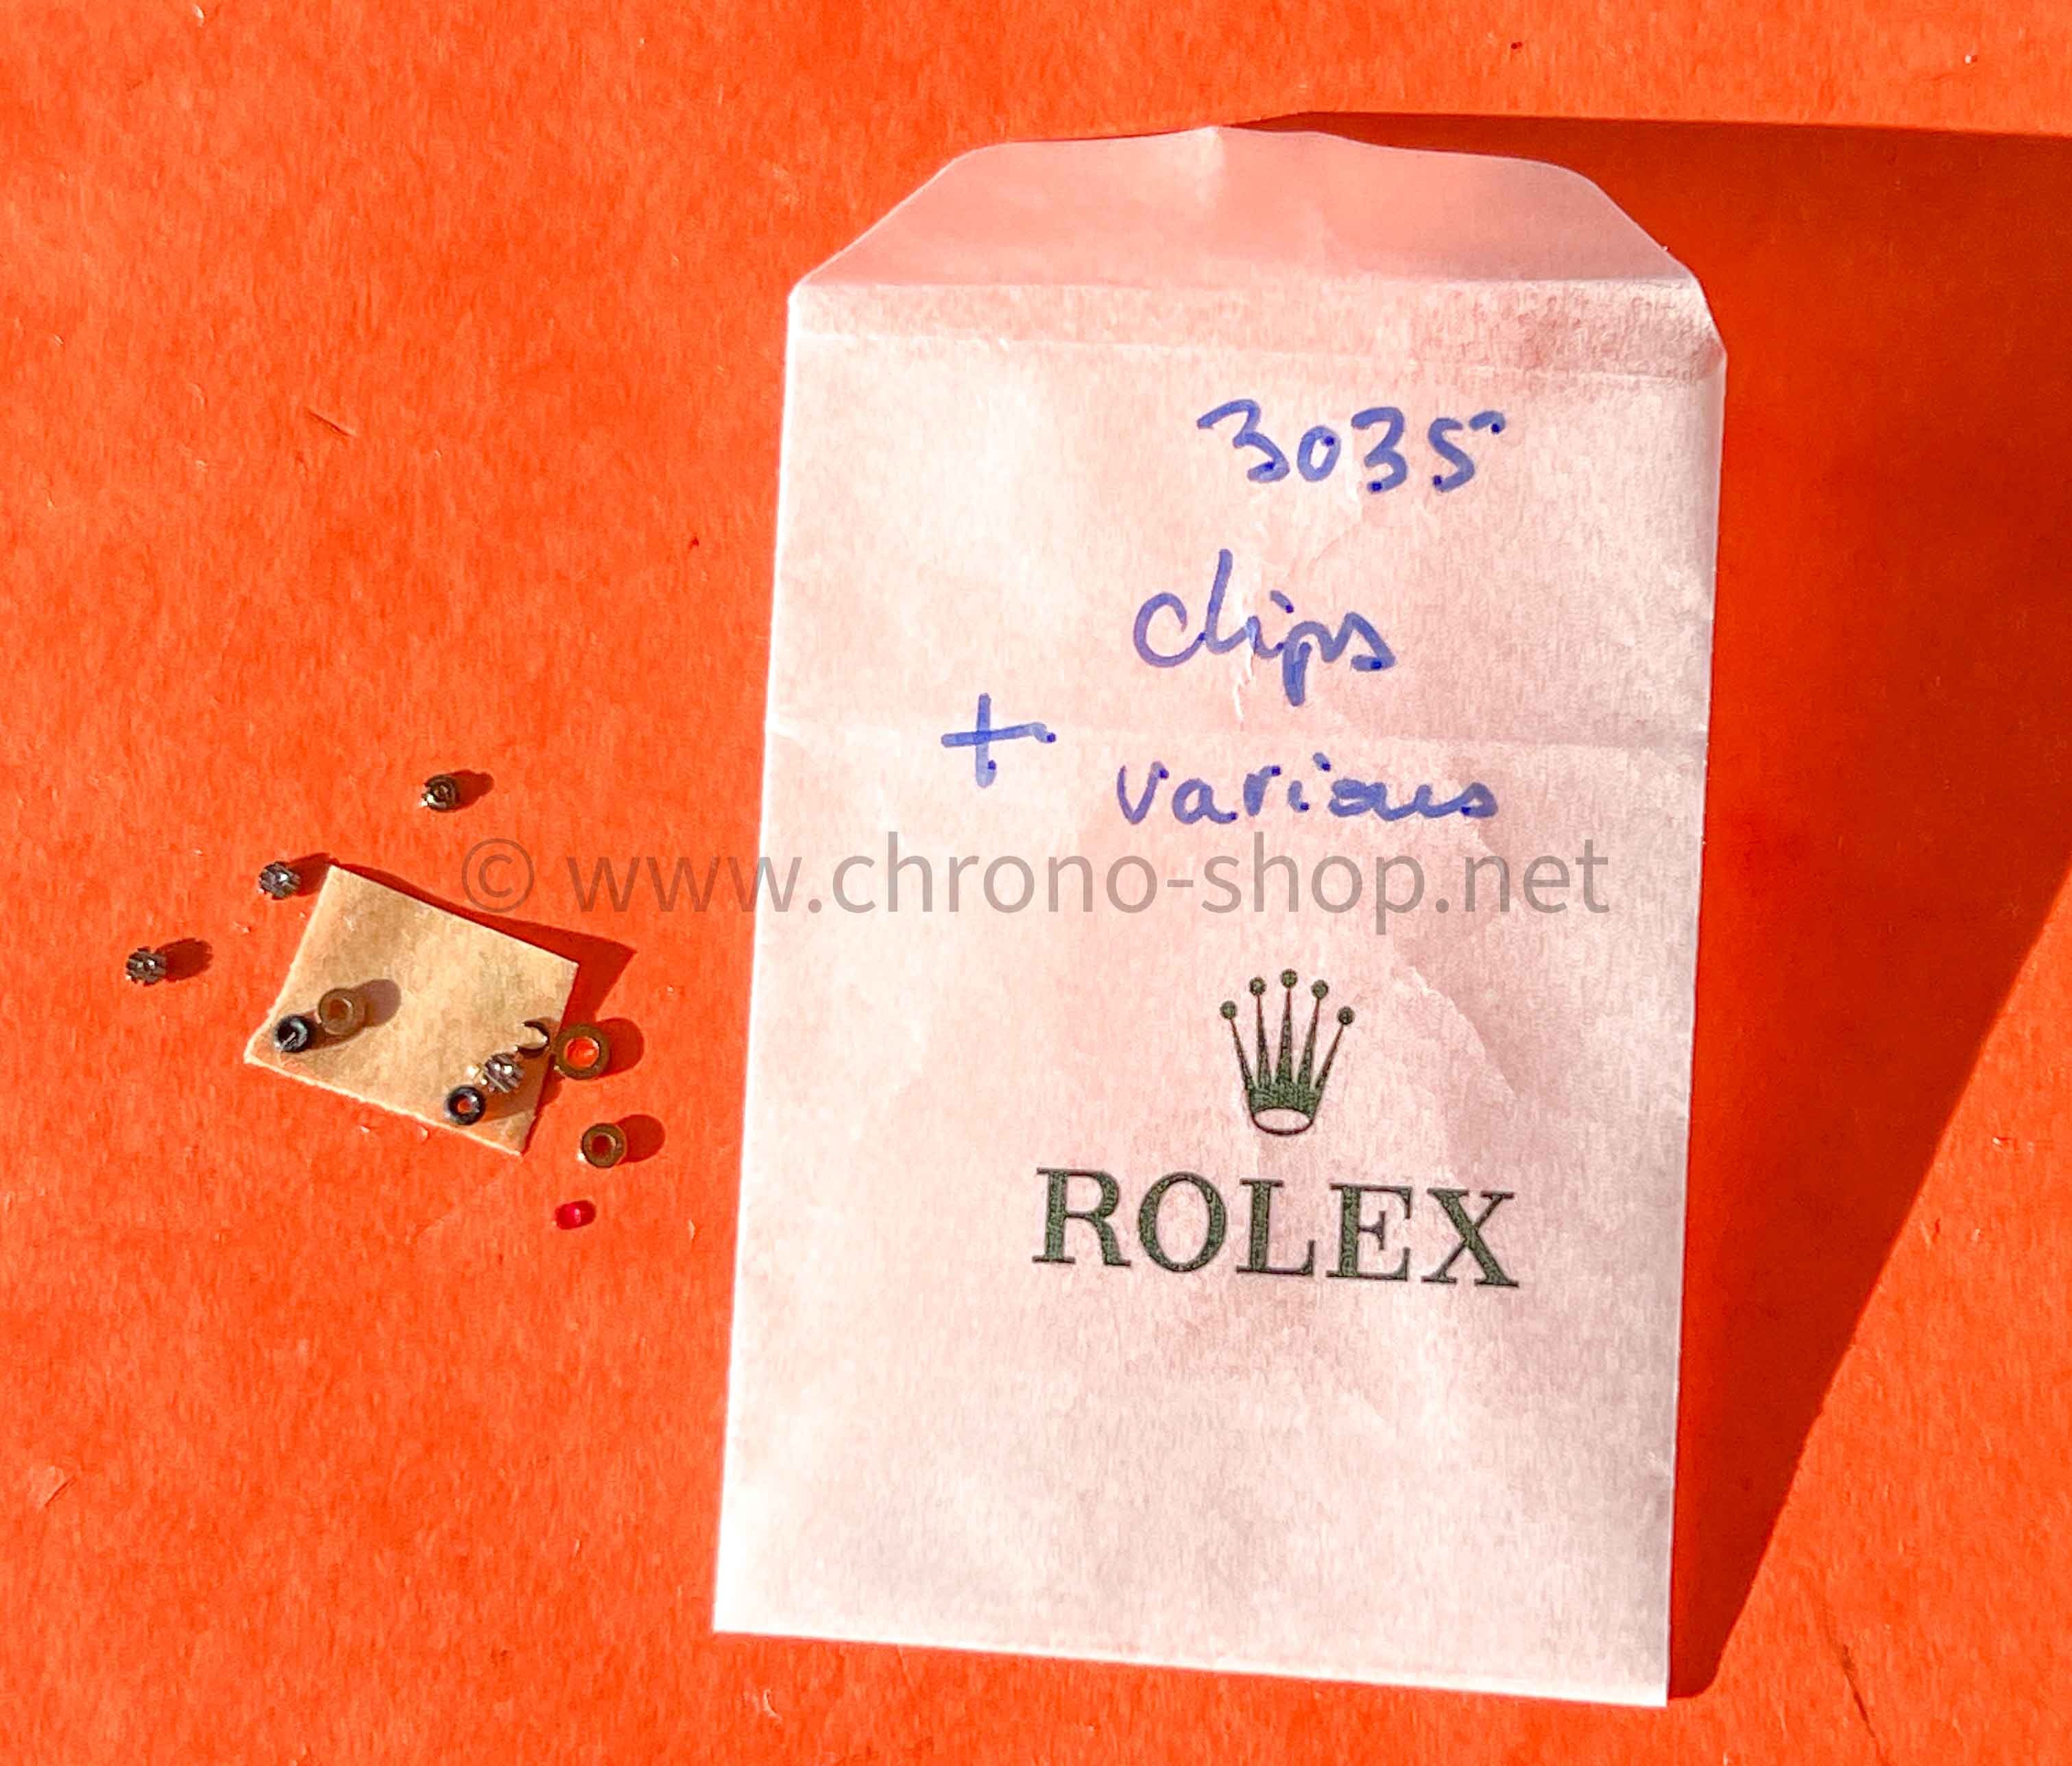 3035
clips
+ various
© www.chrono-shop.net
ROLEX